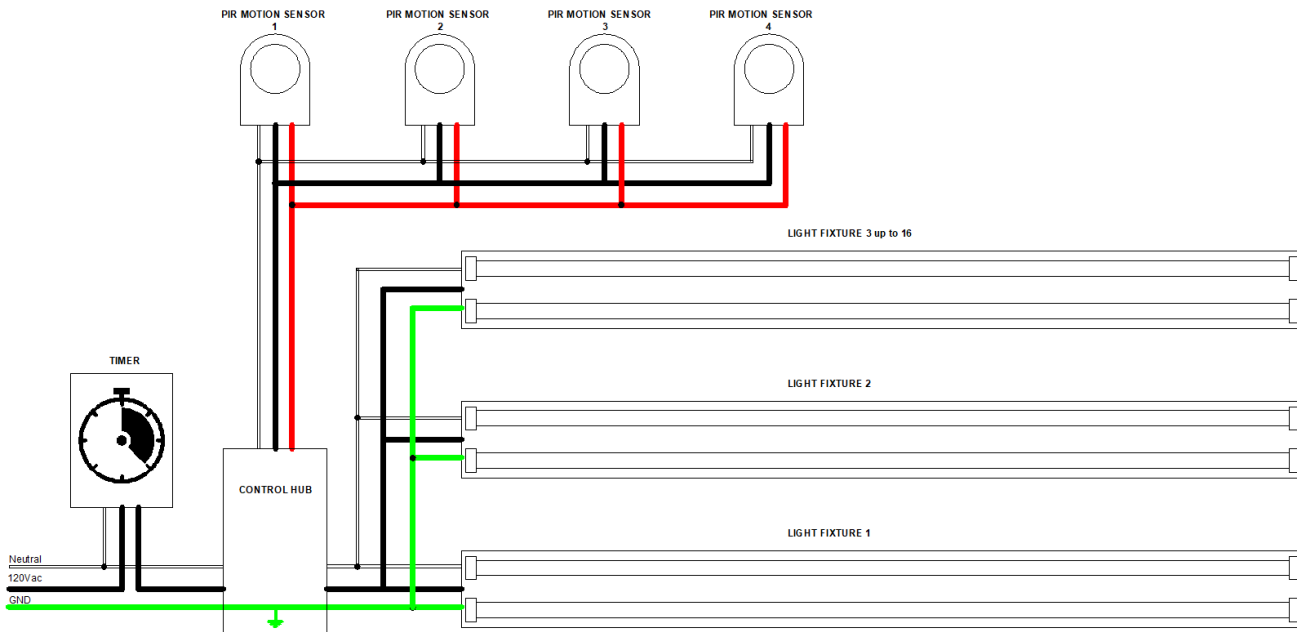 PIR MOTION SENSOR
1
PIR MOTION SENSOR
2
PIR MOTION SENSOR
3
PIR MOTION SENSOR
4
LIGHT FIXTURE 3 up to 16
TIMER
LIGHT FIXTURE 2
CONTROL HUB
LIGHT FIXTURE 1
Neutral
120Vac
GND